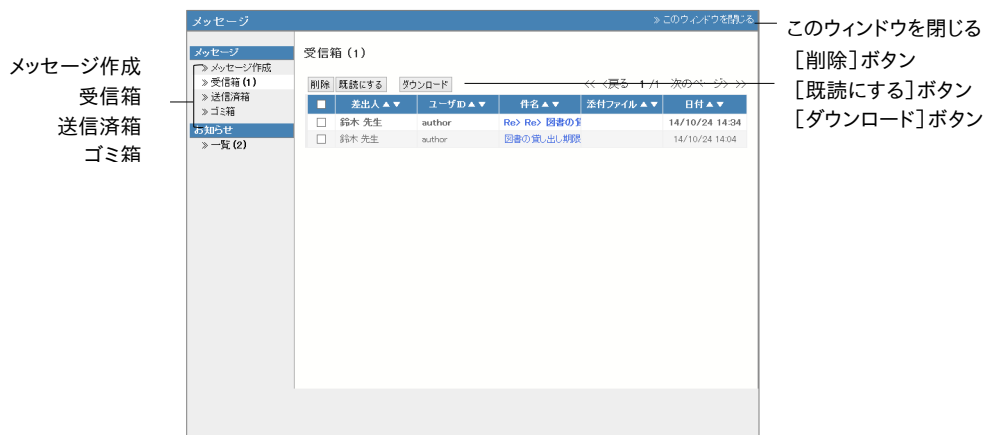 メッセージ
≫ このウィンドウを閉じる
このウィンドウを閉じる
［削除］ボタン
［既読にする］ボタン
［ダウンロード］ボタン
メッセージ作成
受信箱
送信済箱
ゴミ箱
メッセージ
≫ メッセージ作成
≫ 受信箱 (1)
≫ 送信済箱
≫ ゴミ箱
お知らせ
≫ 一覧 (2)
受信箱 (1)
削除 既読にする ダウンロード
≪ <戻る 1 /1 次のページ> ≫
差出人▲▼ ユーザID▲▼ 件名▲▼ 添付ファイル▲▼ 日付▲▼
鈴木 先生 author Re> Re> 図書の 14/10/24 14:34
鈴木 先生 author 図書の貸し出し期限 14/10/24 14:04